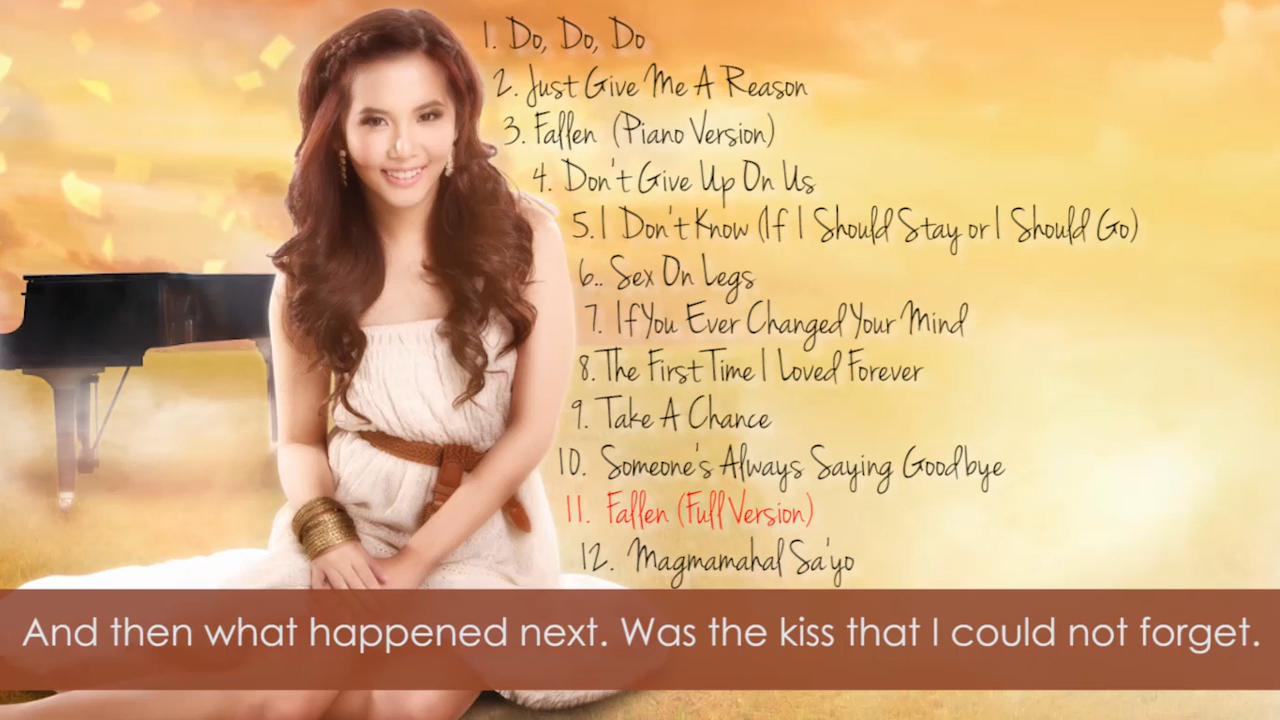 1. Do, Do, Do
2. Just Give Me A Reason
3. Fallen (Piano Version)
4. Don't Give Up On Us
5. I Don't Know (If I Should Stay or I Should Go)
6.. Sex On Legs
7. If You Ever Changed Your Mind
8. The First Time I Loved Forever
9. Take A Chance
10. Someone's Always Saying Goodbye
11. Fallen (Full Version)
12. Magmamahal Sa'yo
And then what happened next. Was the kiss that I could not forget.